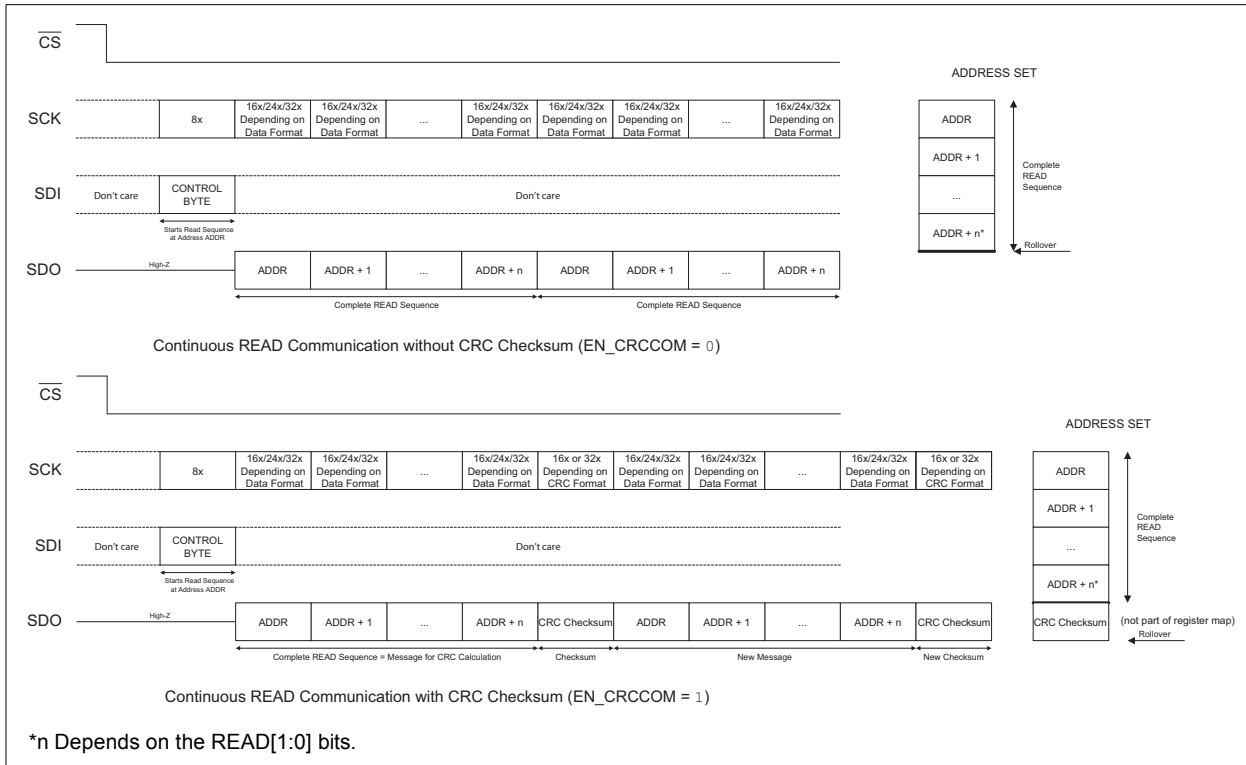 CS
ADDRESS SET
SCK
8x
16x/24x/32x
Depending on
Data Format
16x/24x/32x
Depending on
Data Format
...
16x/24x/32x
Depending on
Data Format
16x/24x/32x
Depending on
Data Format
16x/24x/32x
Depending on
Data Format
...
16x/24x/32x
Depending on
Data Format
ADDR
ADDR + 1
...
ADDR + n*
Complete
READ
Sequence
Rollover
SDI
Don't care
CONTROL
BYTE
Don't care
Starts Read Sequence
at Address ADDR
SDO
High-Z
ADDR
ADDR + 1
...
ADDR + n
ADDR
ADDR + 1
...
ADDR + n
Complete READ Sequence
Complete READ Sequence
Continuous READ Communication without CRC Checksum (EN_CRCCOM = 0)
CS
ADDRESS SET
SCK
8x
16x/24x/32x
Depending on
Data Format
16x/24x/32x
Depending on
Data Format
...
16x/24x/32x
Depending on
Data Format
16x or 32x
Depending on
CRC Format
16x/24x/32x
Depending on
Data Format
16x/24x/32x
Depending on
Data Format
...
16x/24x/32x
Depending on
Data Format
16x or 32x
Depending on
CRC Format
ADDR
ADDR + 1
...
ADDR + n*
CRC Checksum
Complete
READ
Sequence
(not part of register map)
Rollover
SDI
Don't care
CONTROL
BYTE
Don't care
Starts Read Sequence
at Address ADDR
SDO
High-Z
ADDR
ADDR + 1
...
ADDR + n
CRC Checksum
ADDR
ADDR + 1
...
ADDR + n
CRC Checksum
Complete READ Sequence = Message for CRC Calculation
Checksum
New Message
New Checksum
Continuous READ Communication with CRC Checksum (EN_CRCCOM = 1)
*n Depends on the READ[1:0] bits.